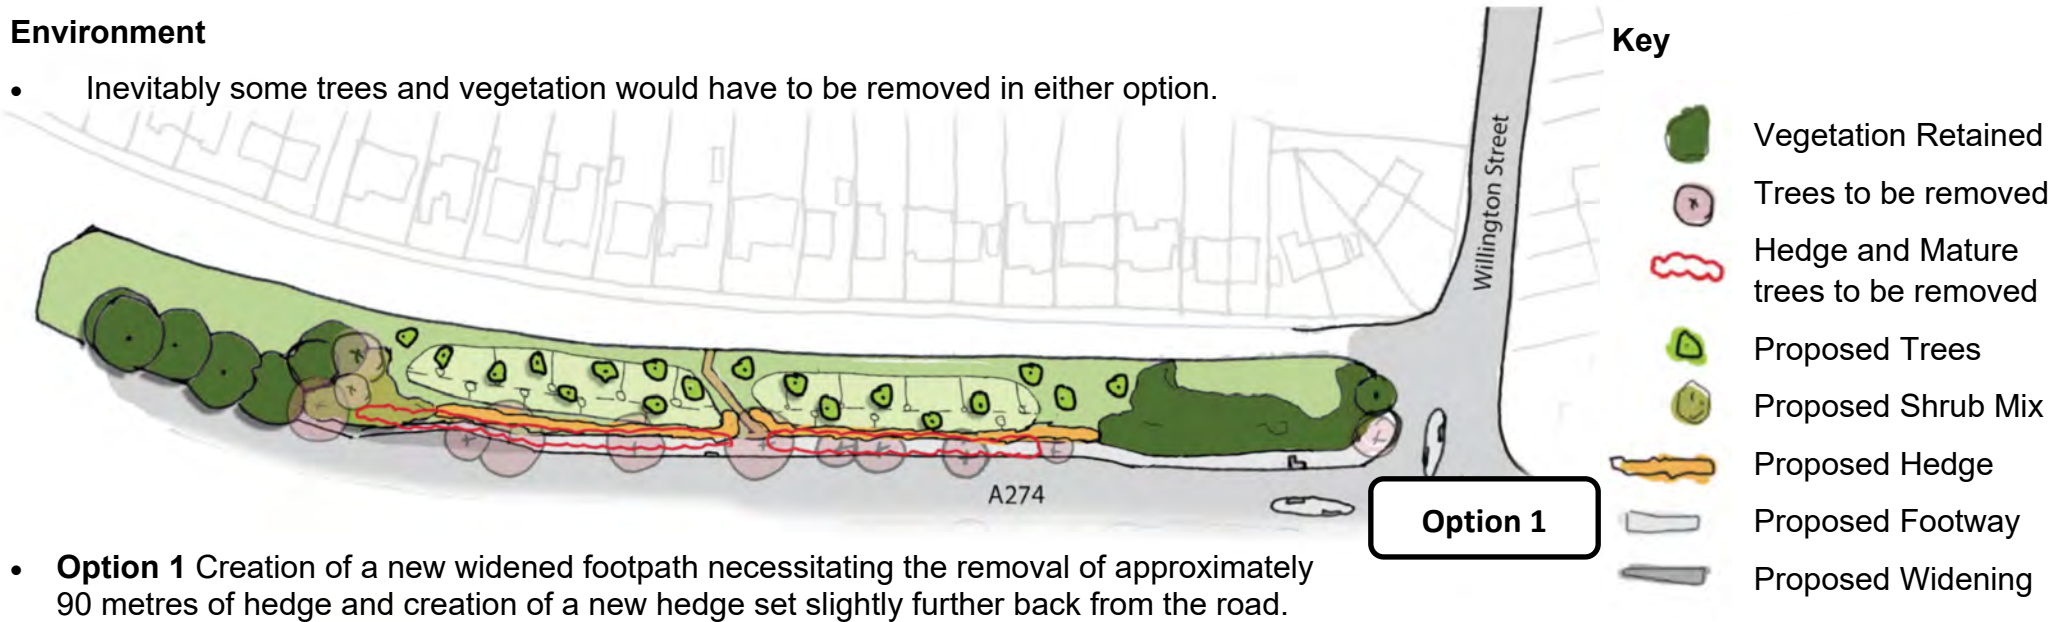 Environment
• Inevitably some trees and vegetation would have to be removed in either option.
Willington Street
A274
Option 1
• Option 1 Creation of a new widened footpath necessitating the removal of approximately
90 metres of hedge and creation of a new hedge set slightly further back from the road.
Key
Vegetation Retained
Trees to be removed
Hedge and Mature
trees to be removed
Proposed Trees
Proposed Shrub Mix
Proposed Hedge
Proposed Footway
Proposed Widening